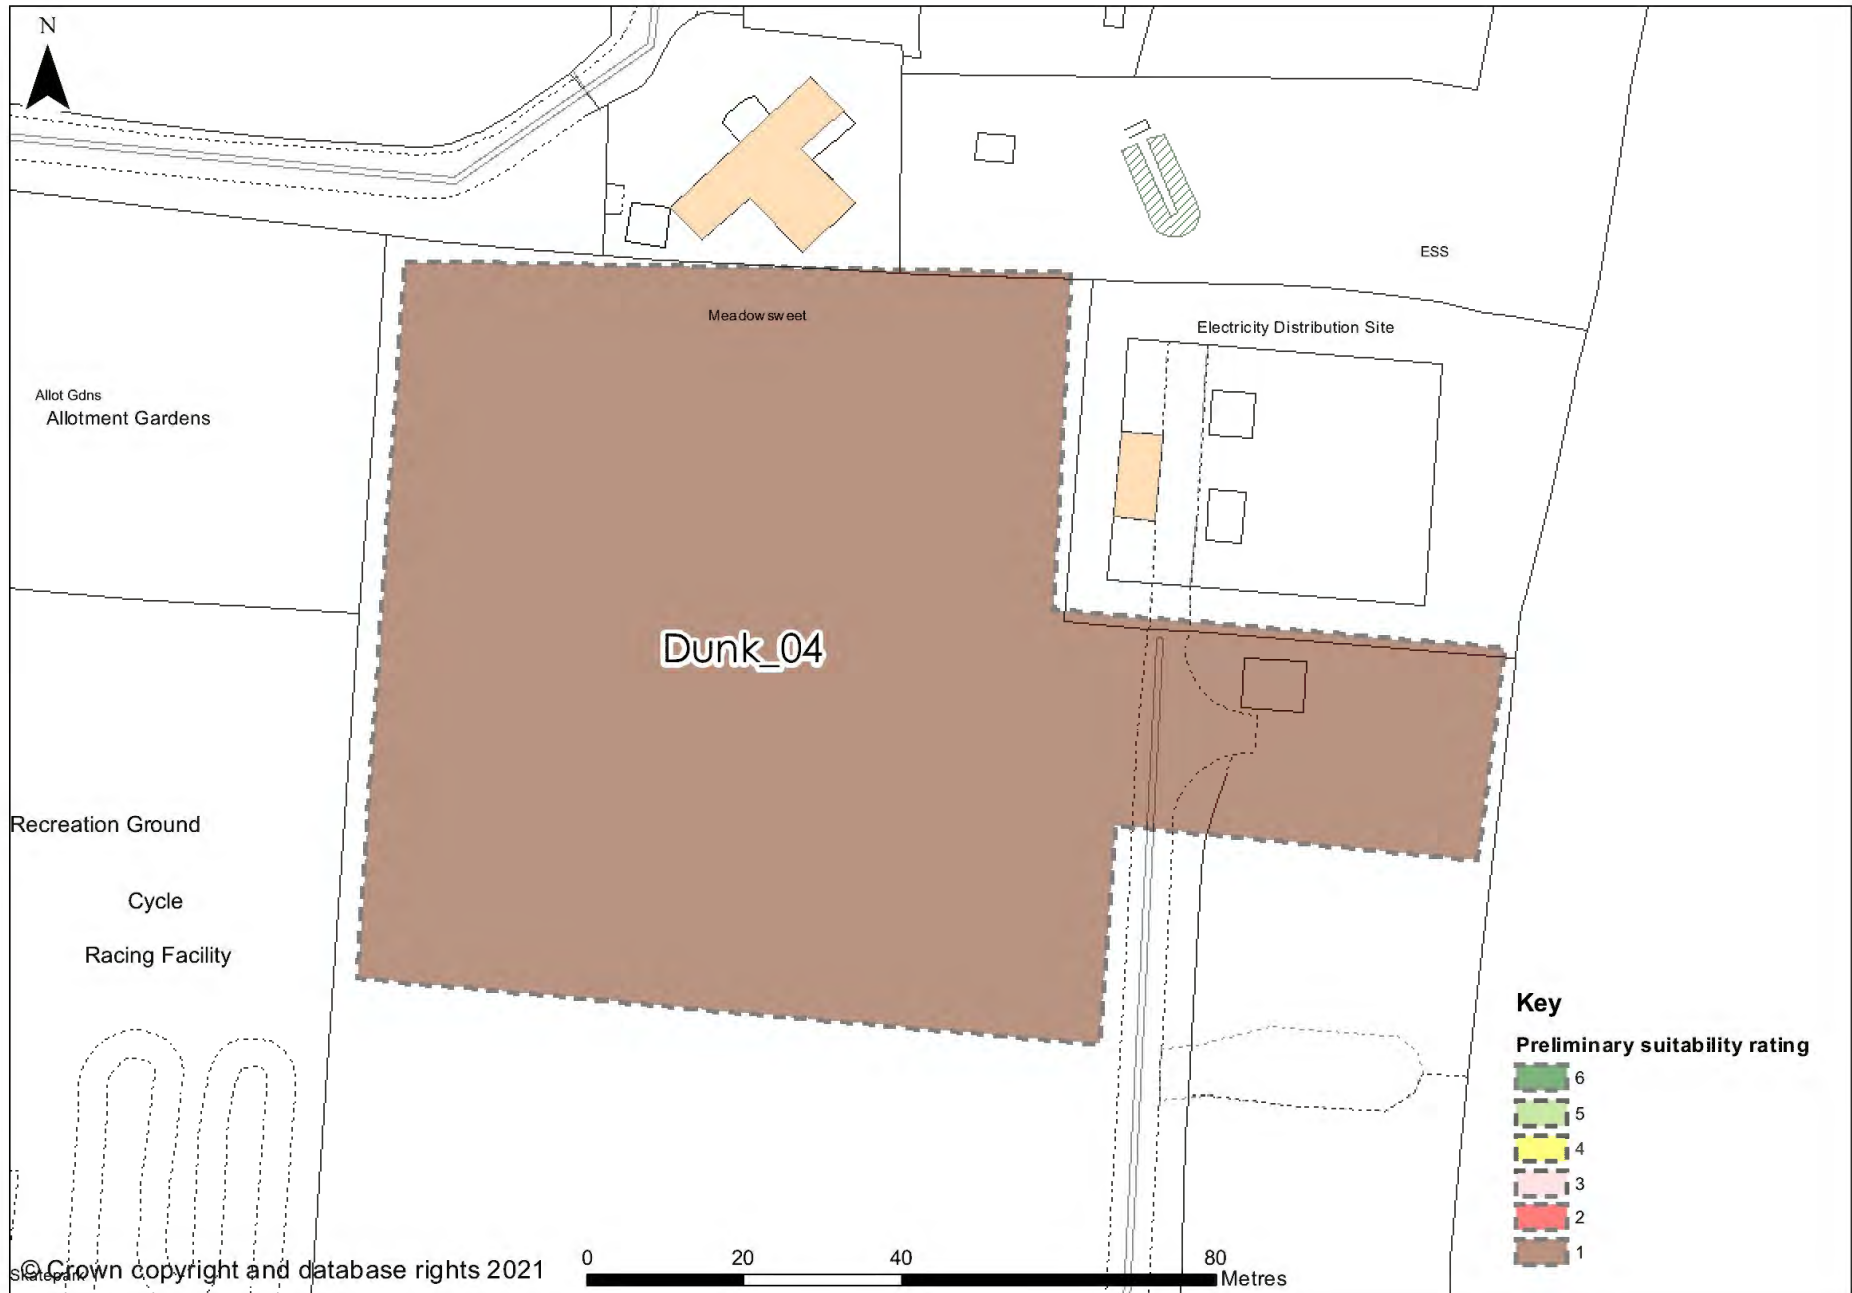 N
ESS
Meadowsweet
Electricity Distribution Site
Allot Gdns
Allotment Gardens
Dunk_04
Recreation Ground
Cycle
Racing Facility
Key
Preliminary suitability rating
6
5
4
3
2
1
0 20 40 80
Metres
Skatepark
© Crown copyright and database rights 2021